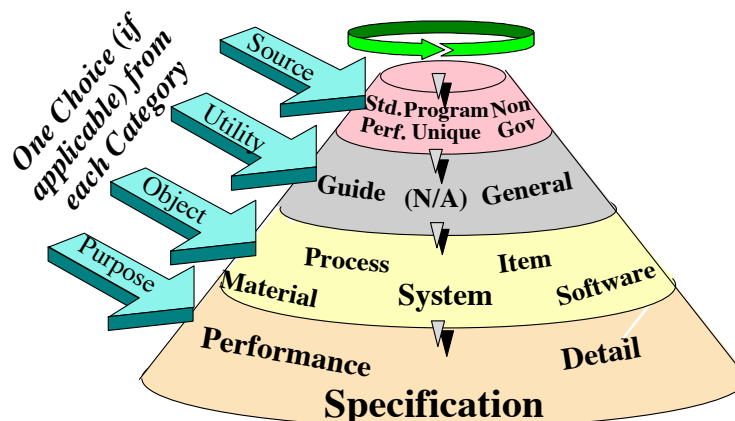 One Choice (if
applicable) from
each Category
Source
Utility
Object
Purpose
Std. Program Non
Perf. Unique Gov
Guide (N/A) General
Process Item
Material System Software
Performance Detail
Specification